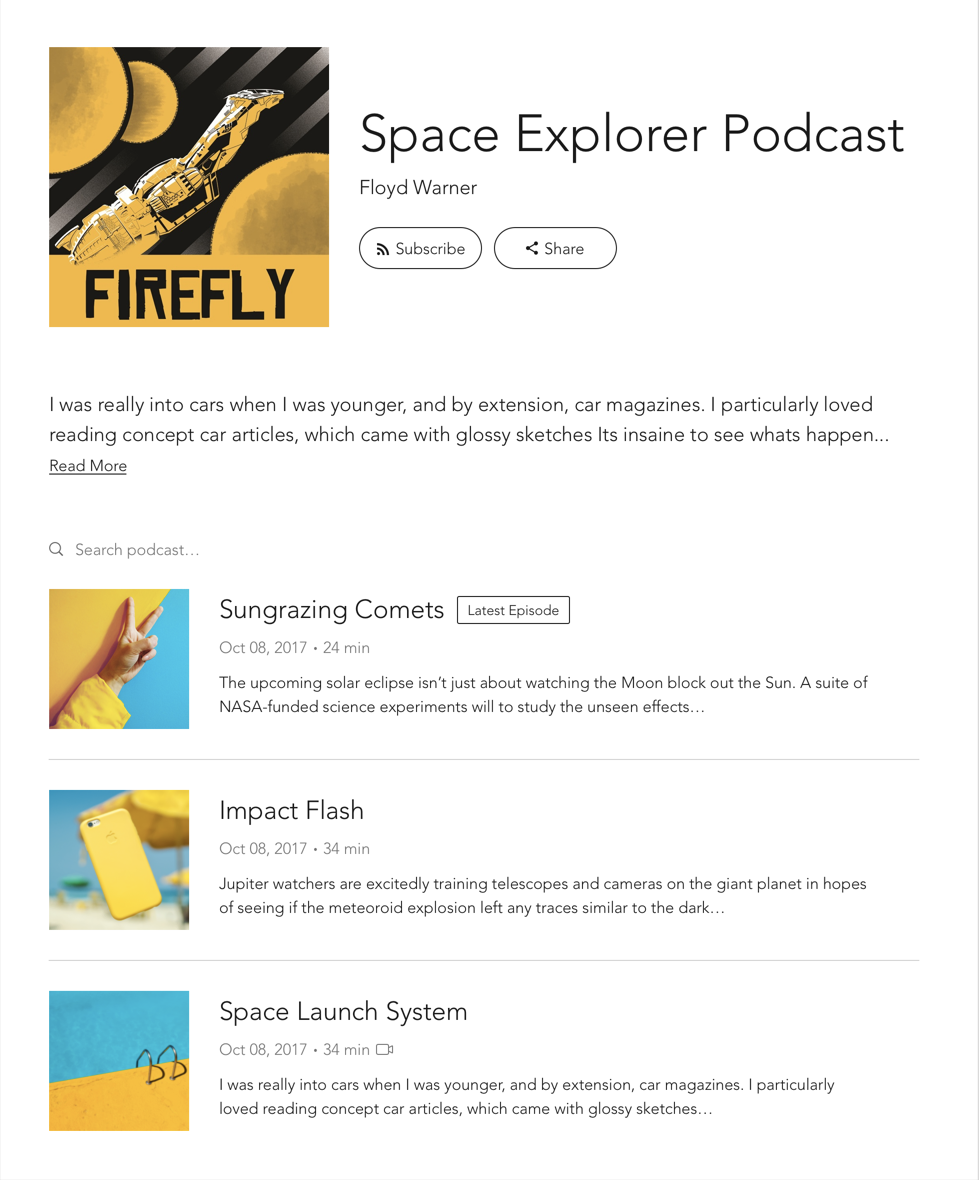 FIREFLY
Space Explorer Podcast
Floyd Warner
Subscribe
Share
I was really into cars when I was younger, and by extension, car magazines. I particularly loved
reading concept car articles, which came with glossy sketches Its insaine to see whats happen...
Read More
Search podcast…
Sungrazing Comets
Latest Episode
Oct 08, 2017 • 24 min
The upcoming solar eclipse isn’t just about watching the Moon block out the Sun. A suite of
NASA-funded science experiments will to study the unseen effects…
Impact Flash
Oct 08, 2017 • 34 min
Jupiter watchers are excitedly training telescopes and cameras on the giant planet in hopes
of seeing if the meteoroid explosion left any traces similar to the dark…
Space Launch System
Oct 08, 2017 • 34 min
I was really into cars when I was younger, and by extension, car magazines. I particularly
loved reading concept car articles, which came with glossy sketches…